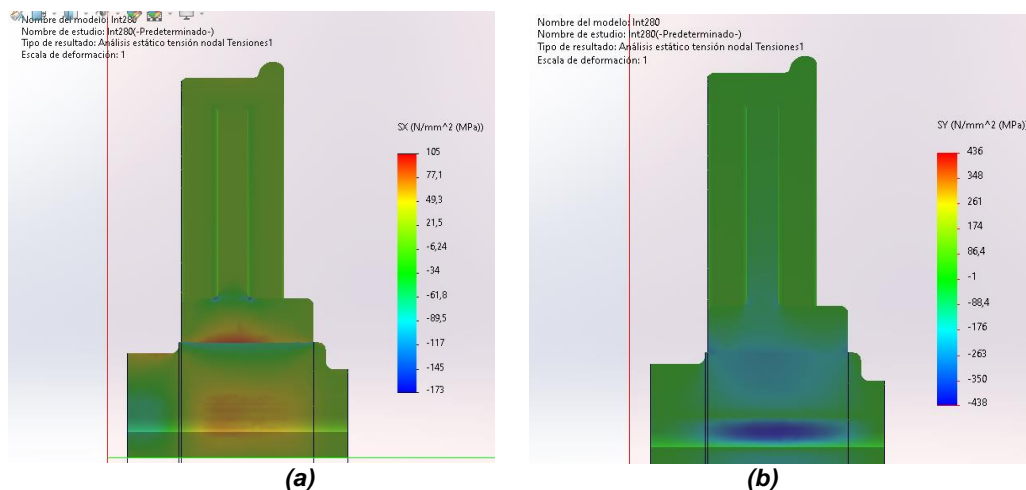 Nombre del modelo: Int280
Nombre de estudio: Int280(-Predeterminado-)
Tipo de resultado: Análisis estático tensión nodal Tensiones1
Escala de deformación: 1
SX (N/mm^2 (MPa))
105
77,1
49,3
21,5
-6,24
-34
-61,8
-89,5
-117
-145
-173
(a)
Nombre del modelo: Int280
Nombre de estudio: Int280(-Predeterminado-)
Tipo de resultado: Análisis estático tensión nodal Tensiones1
Escala de deformación: 1
SY (N/mm^2 (MPa))
436
348
261
174
86,4
-1
-88,4
-176
-263
-350
-438
(b)